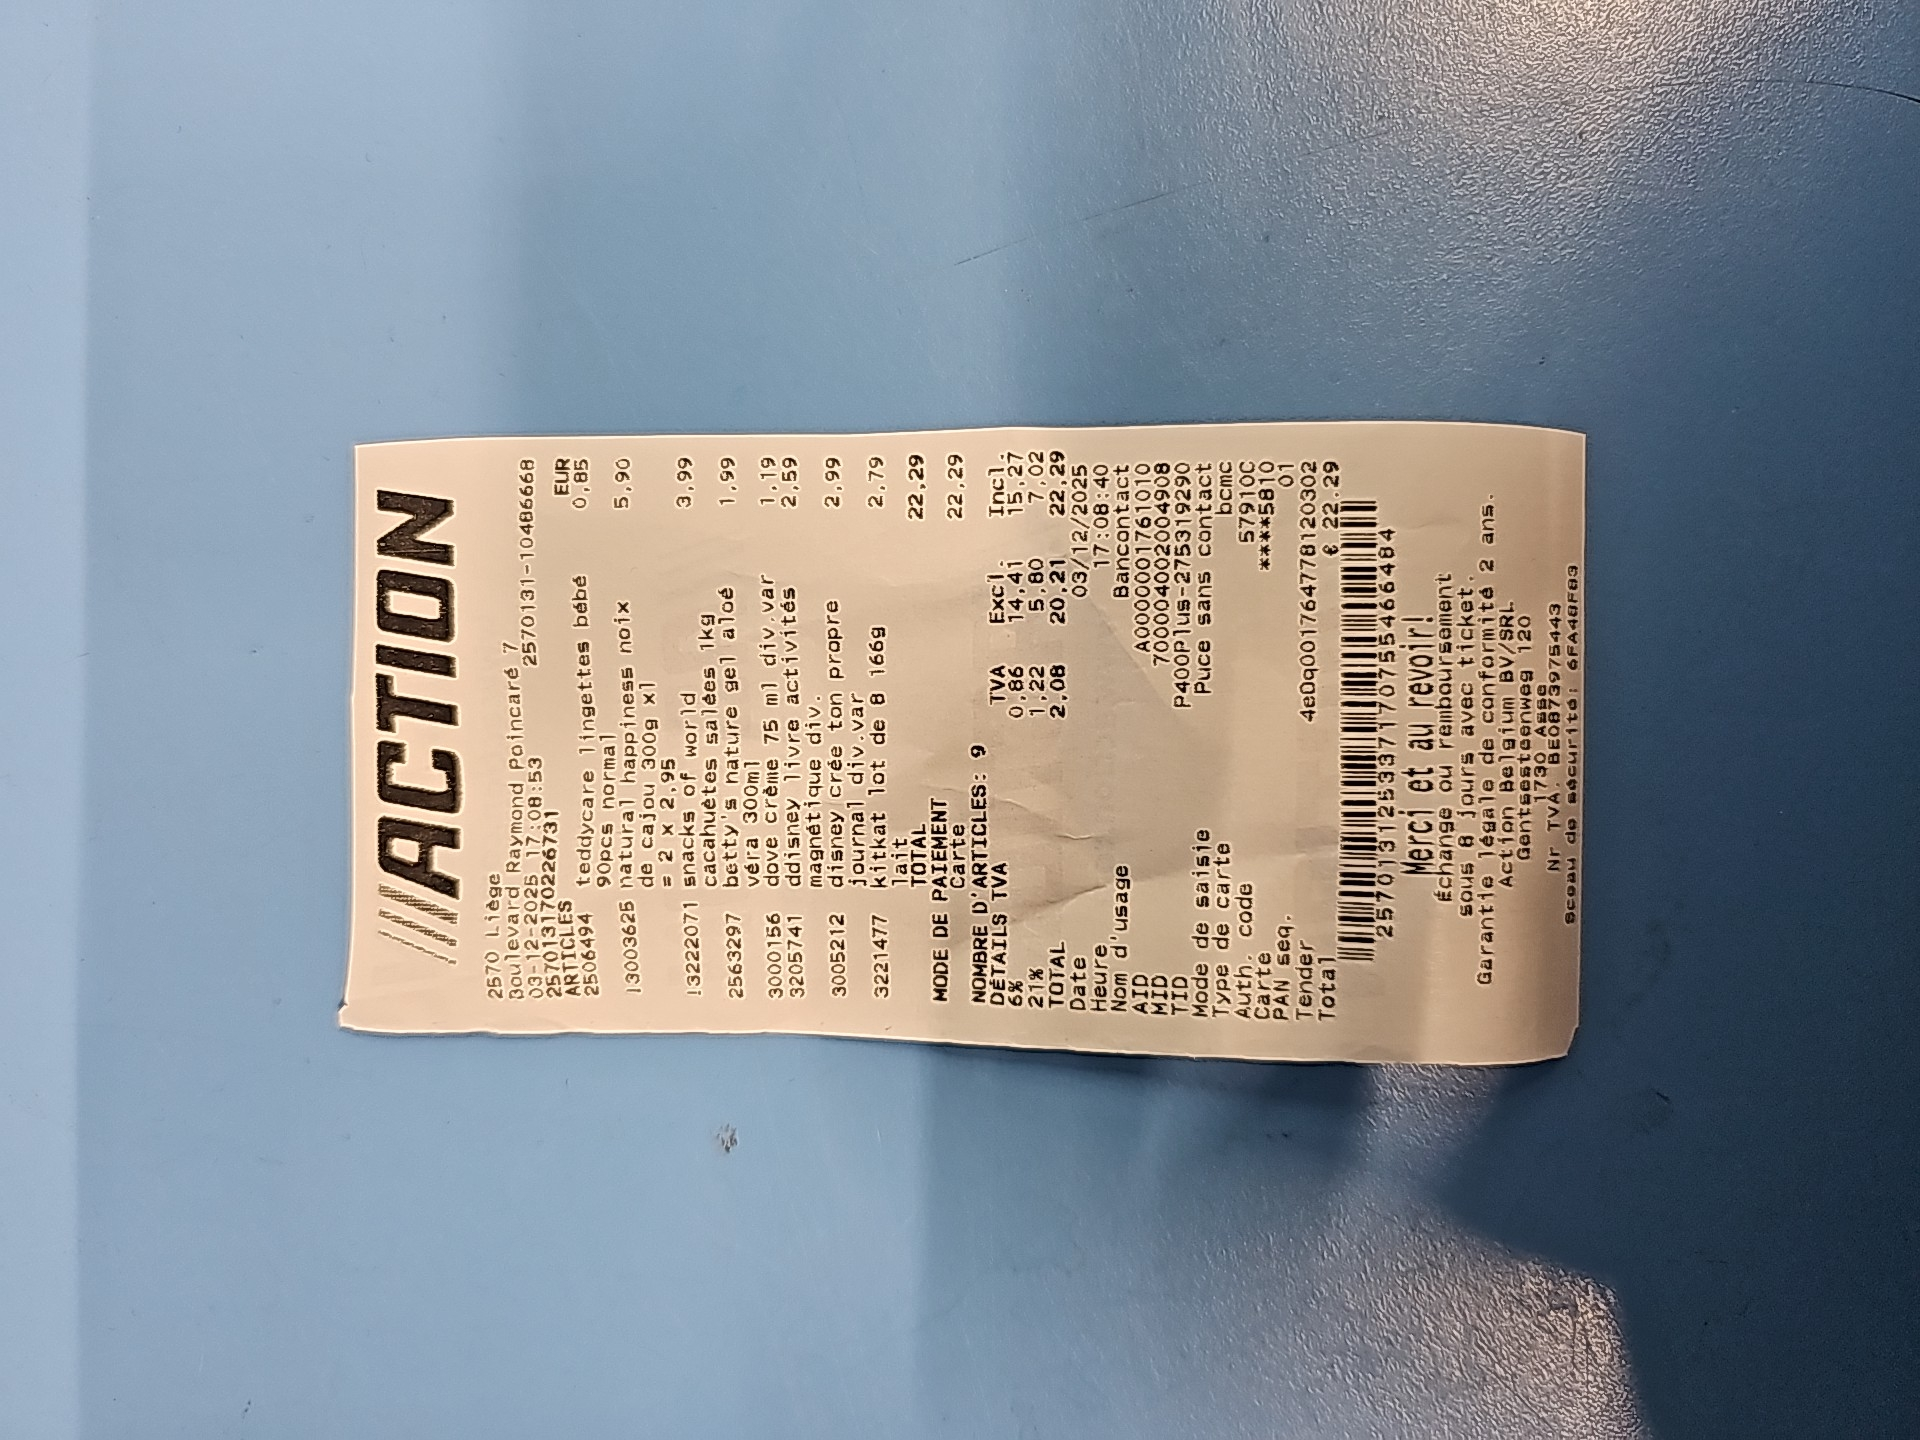 ///ACTION
2570 Liège
Boulevard Raymond Poincaré 7
03-12-2025 17:08:53 2570131-10486668
257013170226731
ARTICLES EUR
2506494 teddycare lingettes bébé 0,85
90pcs normal
13003625 natural happiness noix 5,90
de cajou 300g x1
= 2 x 2,95
13222071 snacks of world 3,99
cacahuètes salées 1kg
2563297 betty's nature gel aloé 1,99
véra 300ml
3000156 dove crème 75 ml div.var 1,19
3205741 ddisney livre activités 2,59
magnétique div.
3005212 disney crée ton propre 2,99
journal div.var
3221477 kitkat lot de 8 166g 2,79
lait
TOTAL 22,29
MODE DE PAIEMENT
Carte 22,29
NOMBRE D'ARTICLES: 9
DÉTAILS TVA TVA Excl. Incl.
6% 0,86 14,41 15,27
21% 1,22 5,80 7,02
TOTAL 2,08 20,21 22,29
Date 03/12/2025
Heure 17:08:40
Nom d'usage Bancontact
AID A0000001761010
MID 700004002004908
TID P400Plus-275319290
Mode de saisie Puce sans contact
Type de carte bcmc
Auth. code 57910C
Carte ****5810
PAN seq. 01
Tender 4eDq001764778120302
Total € 22.29
257013125337170755466484
Merci et au revoir!
Échange ou remboursement
sous 8 jours avec ticket.
Garantie légale de conformité 2 ans.
Action Belgium BV/SRL
Gentsesteenweg 120
1730 Asse
Nr TVA. BE0873975443
Sceau de sécurité: 6FA48F83